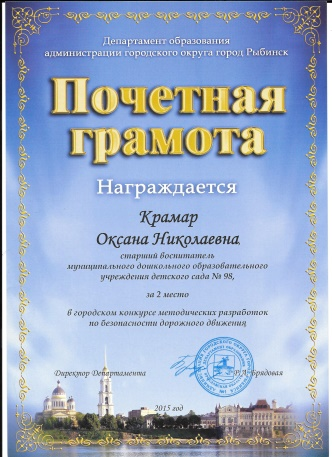 Департамент образования
администрации городского округа город Рыбинск
Почетная
грамота
Награждается
Крамар
Оксана Николаевна,
старший воспитатель
муниципального дошкольного образовательного
учреждения детского сада № 98,
за 2 место
в городском конкурсе методических разработок
по безопасности дорожного движения
Директор Департамента Р.А. Брядовая
2015 год